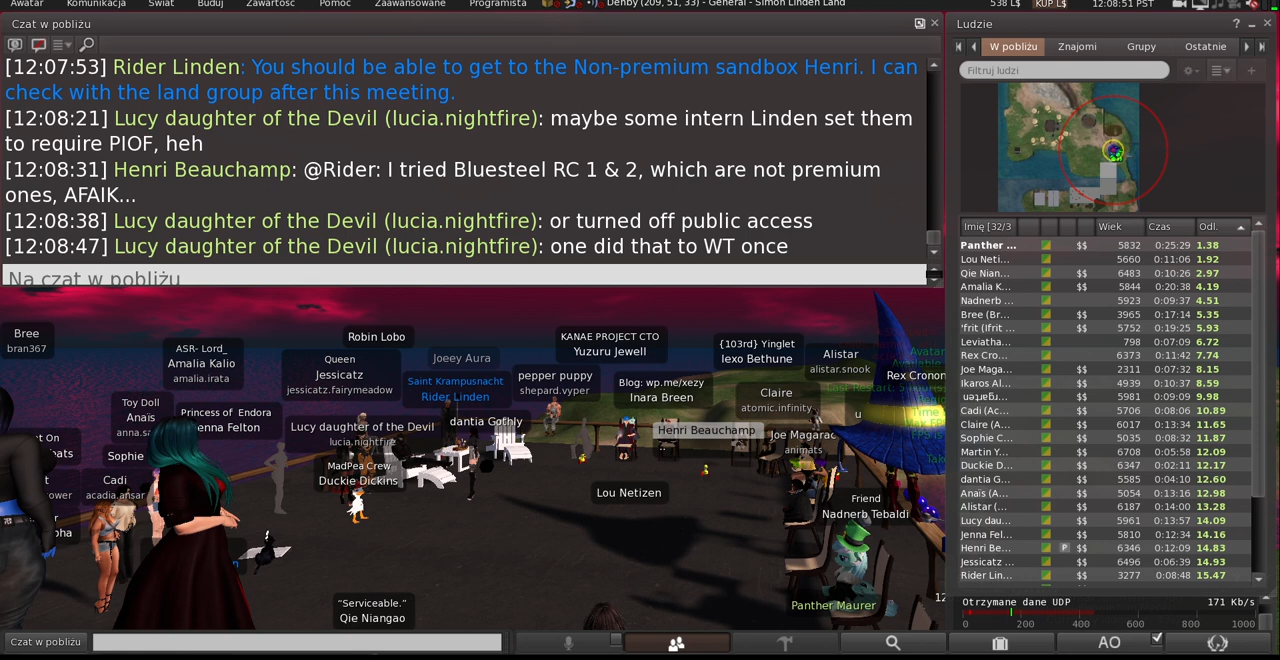 Awatar Komunikacja Świat Buduj Zawartość Pomoc Zaawansowane Programista Denby (209, 51, 33) - General - Simon Linden Land 538 L$ KUP L$ 12:08:51 PST
Czat w pobliżu
[12:07:53] Rider Linden: You should be able to get to the Non-premium sandbox Henri. I can
check with the land group after this meeting.
[12:08:21] Lucy daughter of the Devil (lucia.nightfire): maybe some intern Linden set them
to require PIOF, heh
[12:08:31] Henri Beauchamp: @Rider: I tried Bluesteel RC 1 & 2, which are not premium
ones, AFAIK...
[12:08:38] Lucy daughter of the Devil (lucia.nightfire): or turned off public access
[12:08:47] Lucy daughter of the Devil (lucia.nightfire): one did that to WT once
Na czat w pobliżu
Bree
bran367
ASR- Lord_
Amalia Kalio
amalia.irata
Robin Lobo
Queen
Jessicatz
jessicatz.fairymeadow
Joeey Aura
Saint Krampusnacht
Rider Linden
pepper puppy
shepard.vyper
KANAE PROJECT CTO
Yuzuru Jewell
Blog: wp.me/xezy
Inara Breen
{103rd} Yinglet
Iexo Bethune
Claire
atomic.infinity
Alistar
alistar.snook
Rex Cronon
Toy Doll
Anaïs
anna.sa
Princess of Endora
enna Felton
Lucy daughter of the Devil
lucia.nightfire
dantia Gothly
Henri Beauchamp
u
Joe Magarac
animats
Sophie
MadPea Crew
Duckie Dickins
Cadi
acadia.ansar
Lou Netizen
Friend
Nadnerb Tebaldi
"Serviceable."
Qie Niangao
Panther Maurer
Czat w pobliżu
AO
Ludzie
W pobliżu Znajomi Grupy Ostatnie
Filtruj ludzi
Imię [32/3 Wiek Czas Odl.
Panther ... $$ 5832 0:25:29 1.38
Lou Neti... 5660 0:11:06 1.92
Qie Nian... $$ 6483 0:10:26 2.97
Amalia K... $$ 5844 0:20:38 4.19
Nadnerb ... 5923 0:09:37 4.51
Bree (Br... $$ 3965 0:17:14 5.35
'frit (Ifrit ... $$ 5752 0:19:25 5.93
Leviatha... 798 0:07:09 6.72
Rex Cro... 6373 0:11:42 7.74
Joe Maga... $$ 2311 0:07:32 8.15
Ikaros Al... $$ 4939 0:10:37 8.59
$$ 5981 0:09:09 9.98
Cadi (Ac... $$ 5706 0:08:06 10.89
Claire (A... $$ 6017 0:13:34 11.65
Sophie C... $$ 5035 0:08:32 11.87
Martin Y... $$ 6708 0:05:58 12.09
Duckie D... $$ 6347 0:02:11 12.17
dantia G... $$ 5585 0:04:10 12.60
Anaïs (A... $$ 5054 0:13:16 12.98
Alistar (... $$ 6187 0:14:00 13.28
Lucy dau... $$ 5961 0:13:57 14.09
Jenna Fel... $$ 5810 0:12:34 14.16
Henri Be... P $$ 6346 0:12:09 14.83
Jessicatz ... $$ 6496 0:06:39 14.93
Rider Lin... $$ 3277 0:08:48 15.47
Otrzymane dane UDP 171 Kb/s
0 200 400 600 800 1000